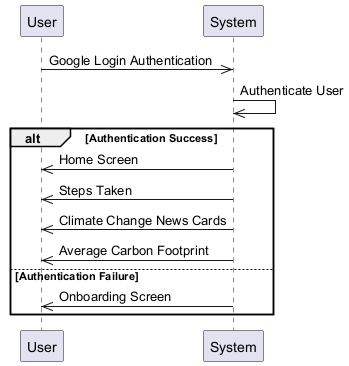 User System
Google Login Authentication
Authenticate User
alt [Authentication Success]
Home Screen
Steps Taken
Climate Change News Cards
Average Carbon Footprint
[Authentication Failure]
Onboarding Screen
User System